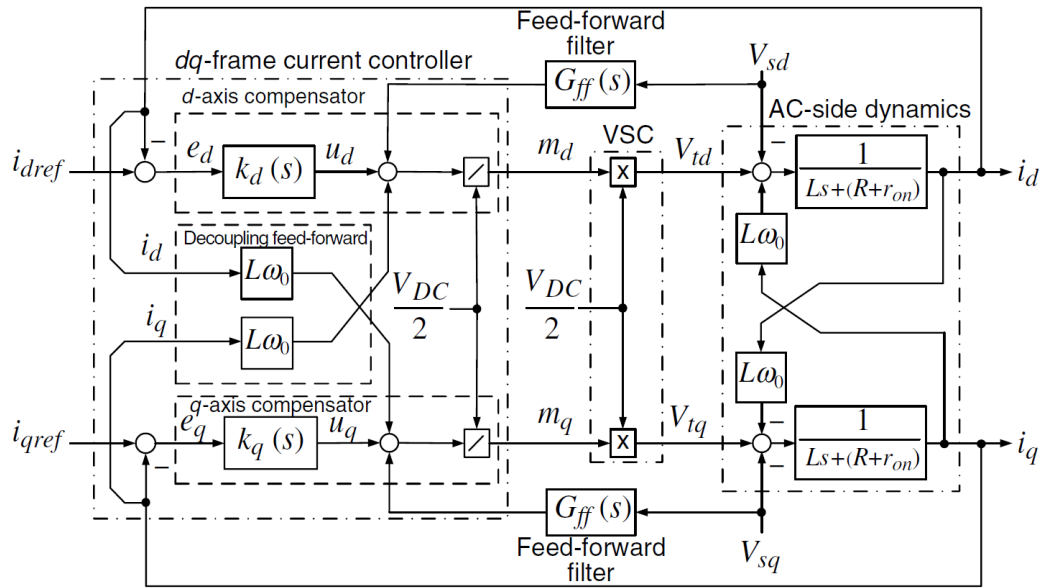 Feed-forward
filter
dq-frame current controller
V_sd
G_ff(s)
d-axis compensator
AC-side dynamics
VSC
−
−
i_dref
e_d
k_d(s)
u_d
m_d
x
V_td
1
Ls+(R+r_on)
i_d
Decoupling feed-forward
i_d
Lω_0
Lω_0
V_DC
2
V_DC
2
i_q
Lω_0
Lω_0
q-axis compensator
i_qref
e_q
k_q(s)
u_q
m_q
x
V_tq
−
−
1
Ls+(R+r_on)
i_q
−
G_ff(s)
Feed-forward
filter
V_sq